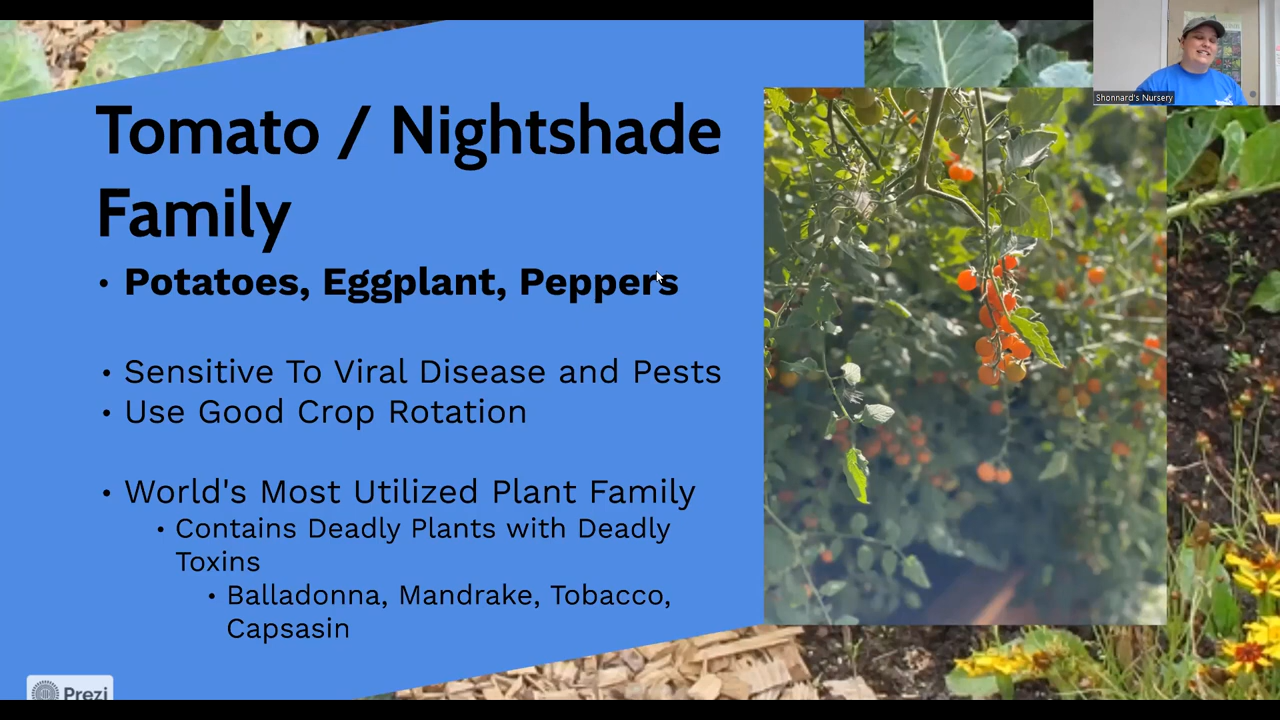 Shonnard's Nursery
Tomato / Nightshade
Family
• Potatoes, Eggplant, Peppers
• Sensitive To Viral Disease and Pests
• Use Good Crop Rotation
• World's Most Utilized Plant Family
• Contains Deadly Plants with Deadly
Toxins
• Balladonna, Mandrake, Tobacco,
Capsasin
Prezi